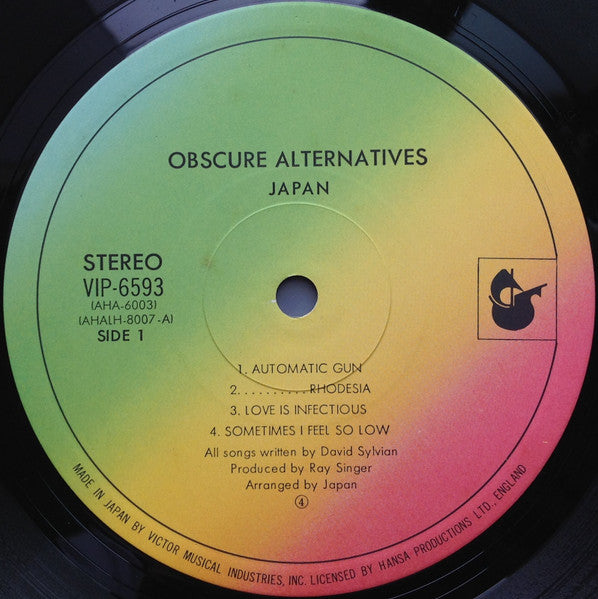 OBSCURE ALTERNATIVES
JAPAN
STEREO
VIP-6593
(AHA-6003)
(AHALH-8007-A)
SIDE 1
1. AUTOMATIC GUN
2. . . . . . . . . . RHODESIA
3. LOVE IS INFECTIOUS
4. SOMETIMES I FEEL SO LOW
All songs written by David Sylvian
Produced by Ray Singer
Arranged by Japan
④
MADE IN JAPAN BY VICTOR MUSICAL INDUSTRIES, INC. LICENSED BY HANSA PRODUCTIONS LTD., ENGLAND